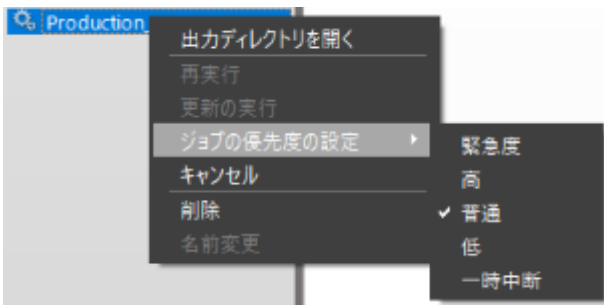 Production_
出力ディレクトリを開く
再実行
更新の実行
ジョブの優先度の設定
キャンセル
削除
名前変更
緊急度
高
普通
低
一時中断